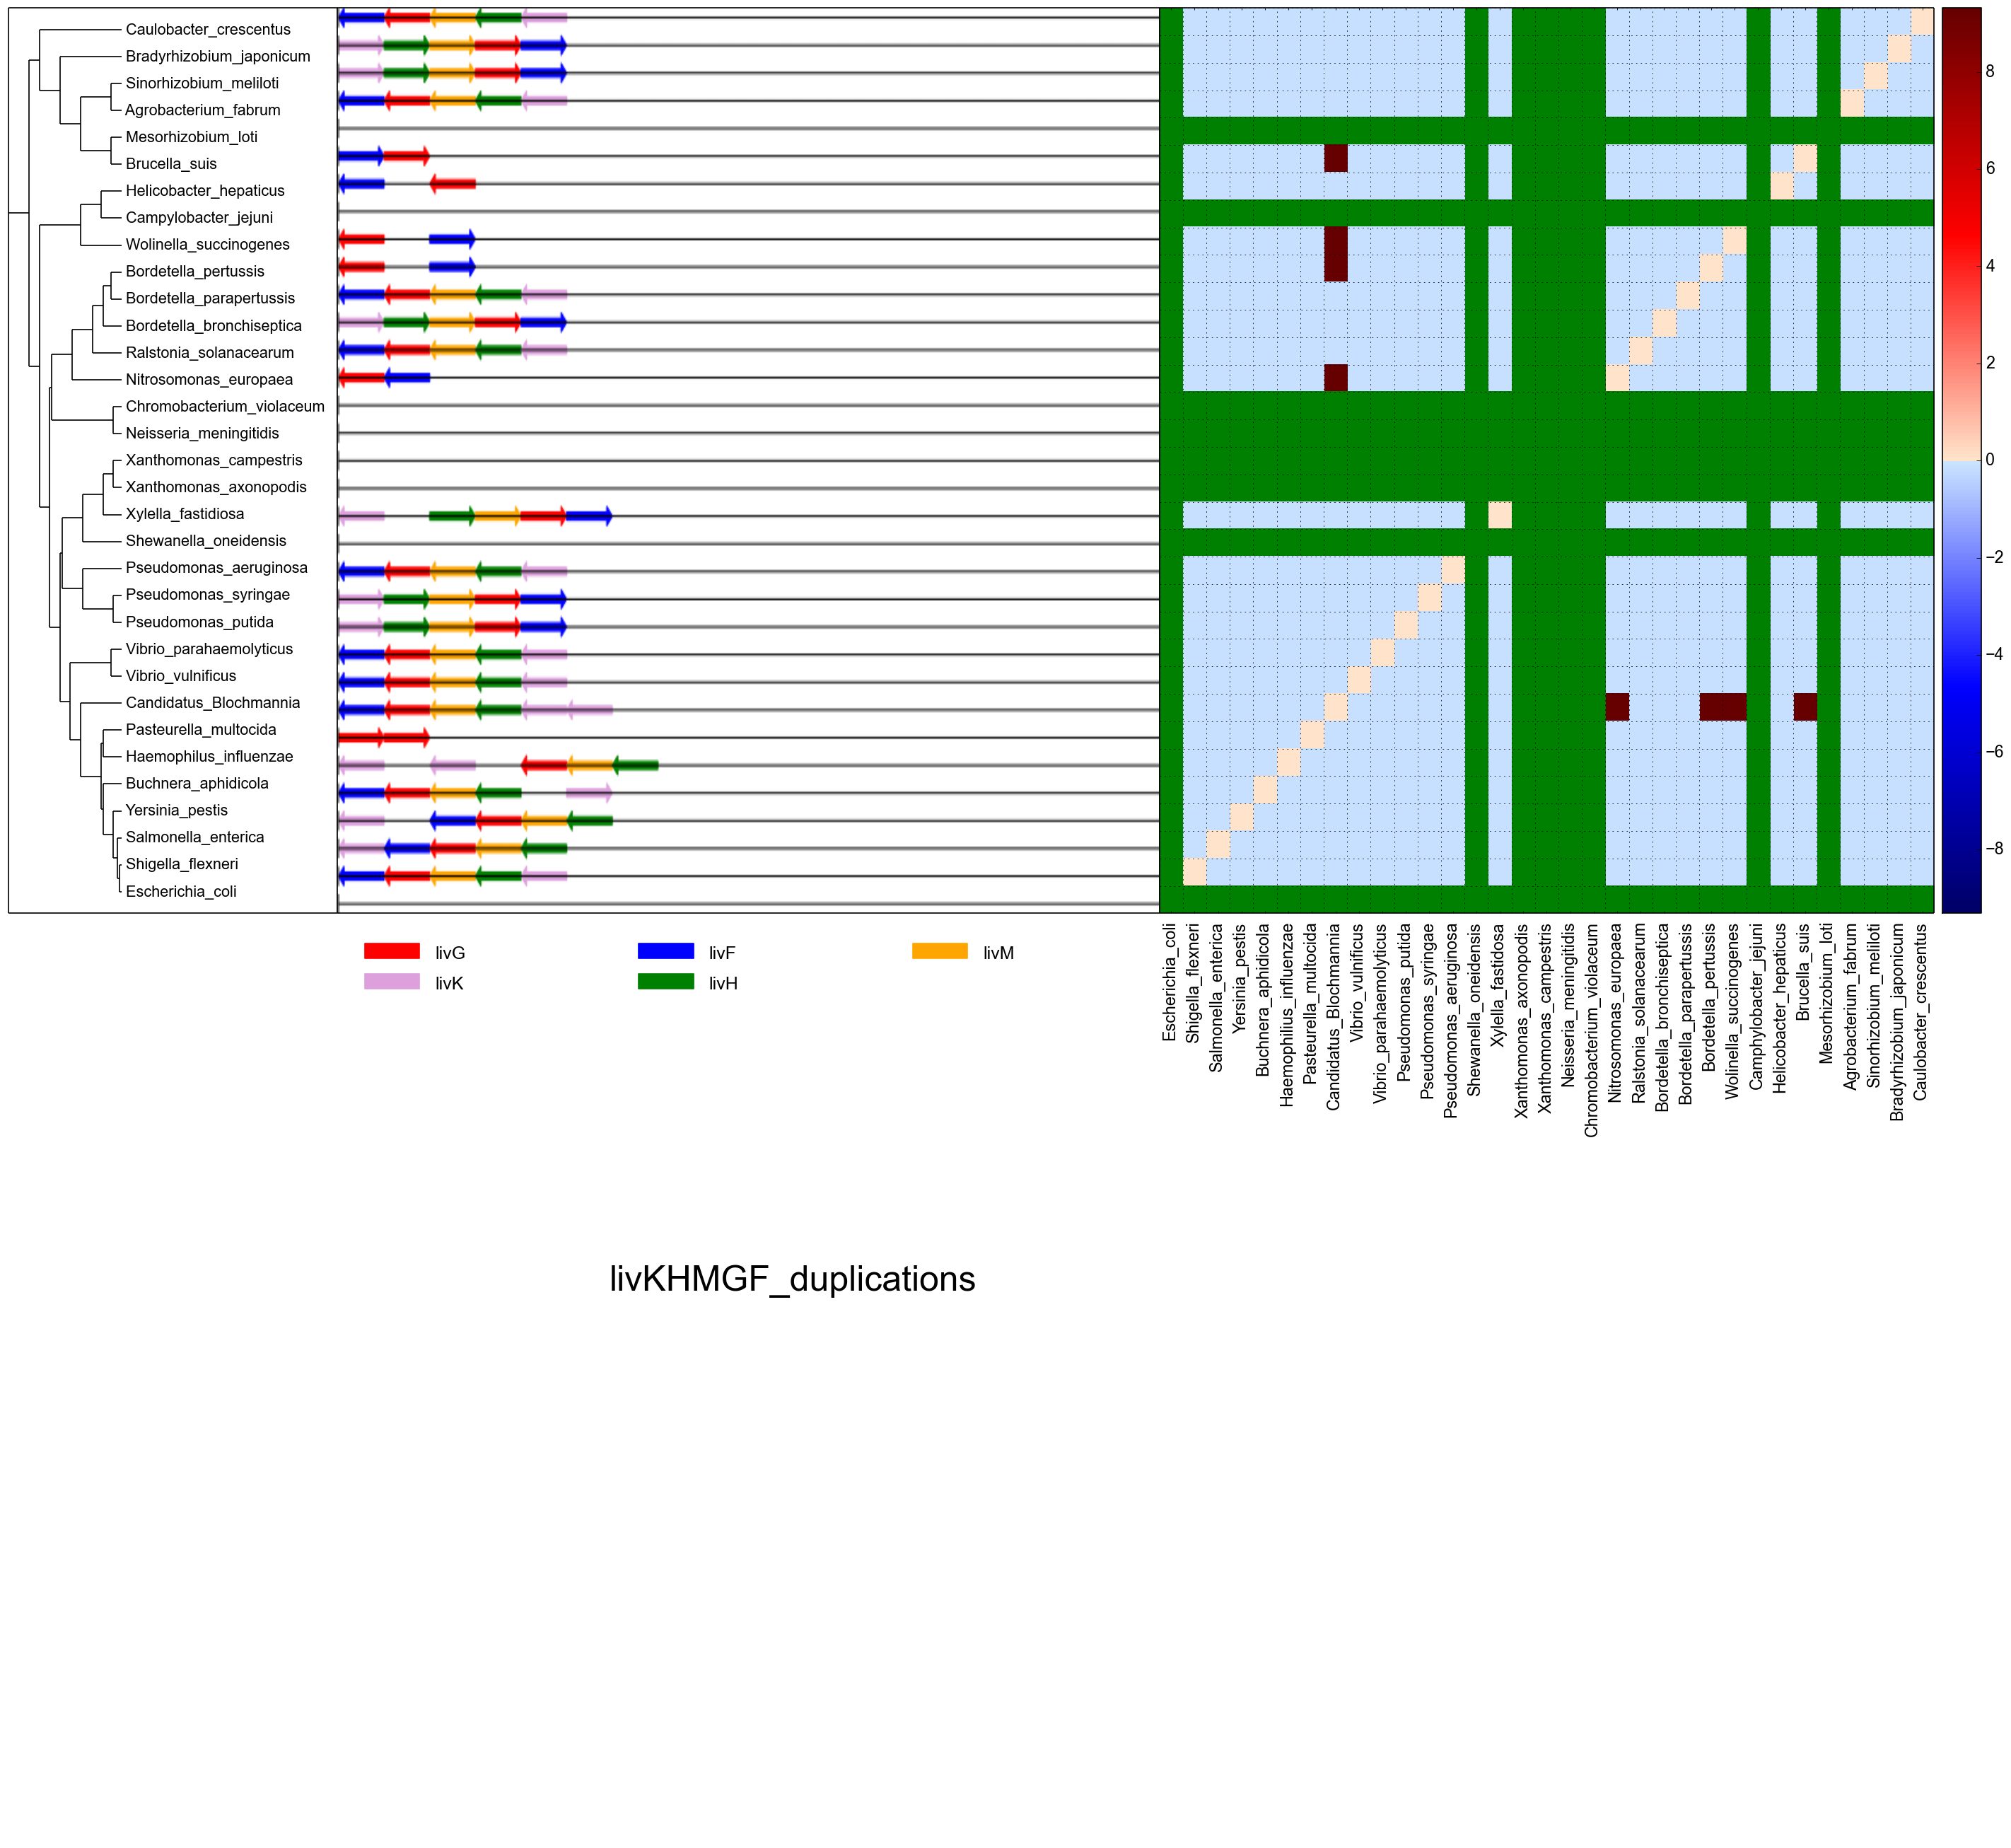 Caulobacter_crescentus
Bradyrhizobium_japonicum
Sinorhizobium_meliloti
Agrobacterium_fabrum
Mesorhizobium_loti
Brucella_suis
Helicobacter_hepaticus
Campylobacter_jejuni
Wolinella_succinogenes
Bordetella_pertussis
Bordetella_parapertussis
Bordetella_bronchiseptica
Ralstonia_solanacearum
Nitrosomonas_europaea
Chromobacterium_violaceum
Neisseria_meningitidis
Xanthomonas_campestris
Xanthomonas_axonopodis
Xylella_fastidiosa
Shewanella_oneidensis
Pseudomonas_aeruginosa
Pseudomonas_syringae
Pseudomonas_putida
Vibrio_parahaemolyticus
Vibrio_vulnificus
Candidatus_Blochmannia
Pasteurella_multocida
Haemophilus_influenzae
Buchnera_aphidicola
Yersinia_pestis
Salmonella_enterica
Shigella_flexneri
Escherichia_coli
8
6
4
2
0
−2
−4
−6
−8
livG
livF
livM
livK
livH
Escherichia_coli
Shigella_flexneri
Salmonella_enterica
Yersinia_pestis
Buchnera_aphidicola
Haemophilus_influenzae
Pasteurella_multocida
Candidatus_Blochmannia
Vibrio_vulnificus
Vibrio_parahaemolyticus
Pseudomonas_putida
Pseudomonas_syringae
Pseudomonas_aeruginosa
Shewanella_oneidensis
Xylella_fastidiosa
Xanthomonas_axonopodis
Xanthomonas_campestris
Neisseria_meningitidis
Chromobacterium_violaceum
Nitrosomonas_europaea
Ralstonia_solanacearum
Bordetella_bronchiseptica
Bordetella_parapertussis
Bordetella_pertussis
Wolinella_succinogenes
Camphylobacter_jejuni
Helicobacter_hepaticus
Brucella_suis
Mesorhizobium_loti
Agrobacterium_fabrum
Sinorhizobium_meliloti
Bradyrhizobium_japonicum
Caulobacter_crescentus
livKHMGF_duplications